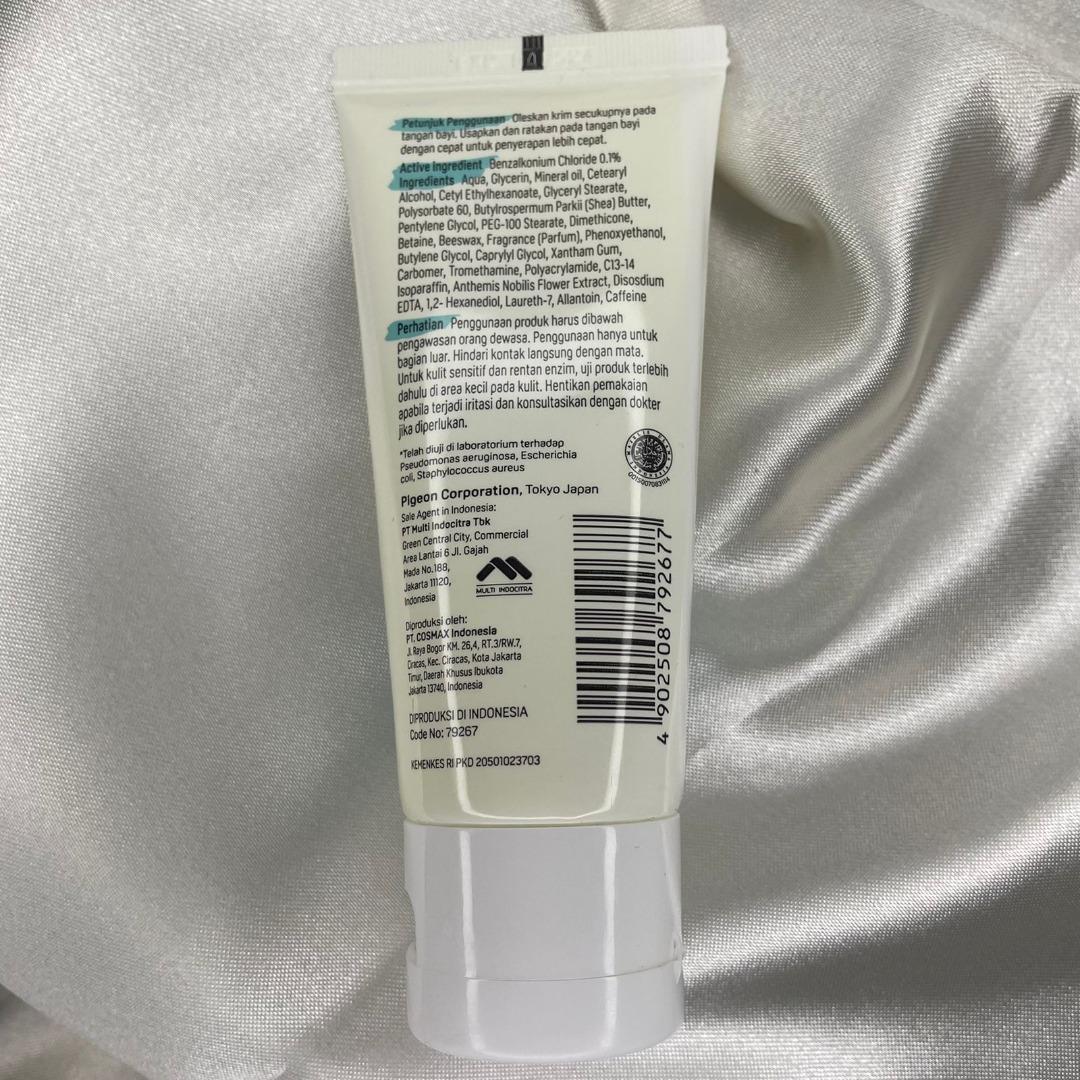 Petunjuk Penggunaan Oleskan krim secukupnya pada
tangan bayi. Usapkan dan ratakan pada tangan bayi
dengan cepat untuk penyerapan lebih cepat.
Active Ingredient Benzalkonium Chloride 0.1%
Ingredients Aqua, Glycerin, Mineral oil, Cetearyl
Alcohol, Cetyl Ethylhexanoate, Glyceryl Stearate,
Polysorbate 60, Butylrospermum Parkii (Shea) Butter,
Pentylene Glycol, PEG-100 Stearate, Dimethicone,
Betaine, Beeswax, Fragrance (Parfum), Phenoxyethanol,
Butylene Glycol, Caprylyl Glycol, Xantham Gum,
Carbomer, Tromethamine, Polyacrylamide, C13-14
Isoparaffin, Anthemis Nobilis Flower Extract, Disodium
EDTA, 1,2- Hexanediol, Laureth-7, Allantoin, Caffeine
Perhatian Penggunaan produk harus dibawah
pengawasan orang dewasa. Penggunaan hanya untuk
bagian luar. Hindari kontak langsung dengan mata.
Untuk kulit sensitif dan rentan enzim, uji produk terlebih
dahulu di area kecil pada kulit. Hentikan pemakaian
apabila terjadi iritasi dan konsultasikan dengan dokter
jika diperlukan.
*Telah diuji di laboratorium terhadap
Pseudomonas aeruginosa, Escherichia
coli, Staphylococcus aureus
Pigeon Corporation, Tokyo Japan
Sale Agent in Indonesia:
PT Multi Indocitra Tbk
Green Central City, Commercial
Area Lantai 6 Jl. Gajah
Mada No.188,
Jakarta 11120,
Indonesia
MULTI INDOCITRA
Diproduksi oleh:
PT. COSMAX Indonesia
Jl. Raya Bogor KM. 26,4, RT.3/RW.7,
Ciracas, Kec. Ciracas, Kota Jakarta
Timur, Daerah Khusus Ibukota
Jakarta 13740, Indonesia
DIPRODUKSI DI INDONESIA
Code No: 79267
KEMENKES RI PKD 20501023703
4 902508 792677